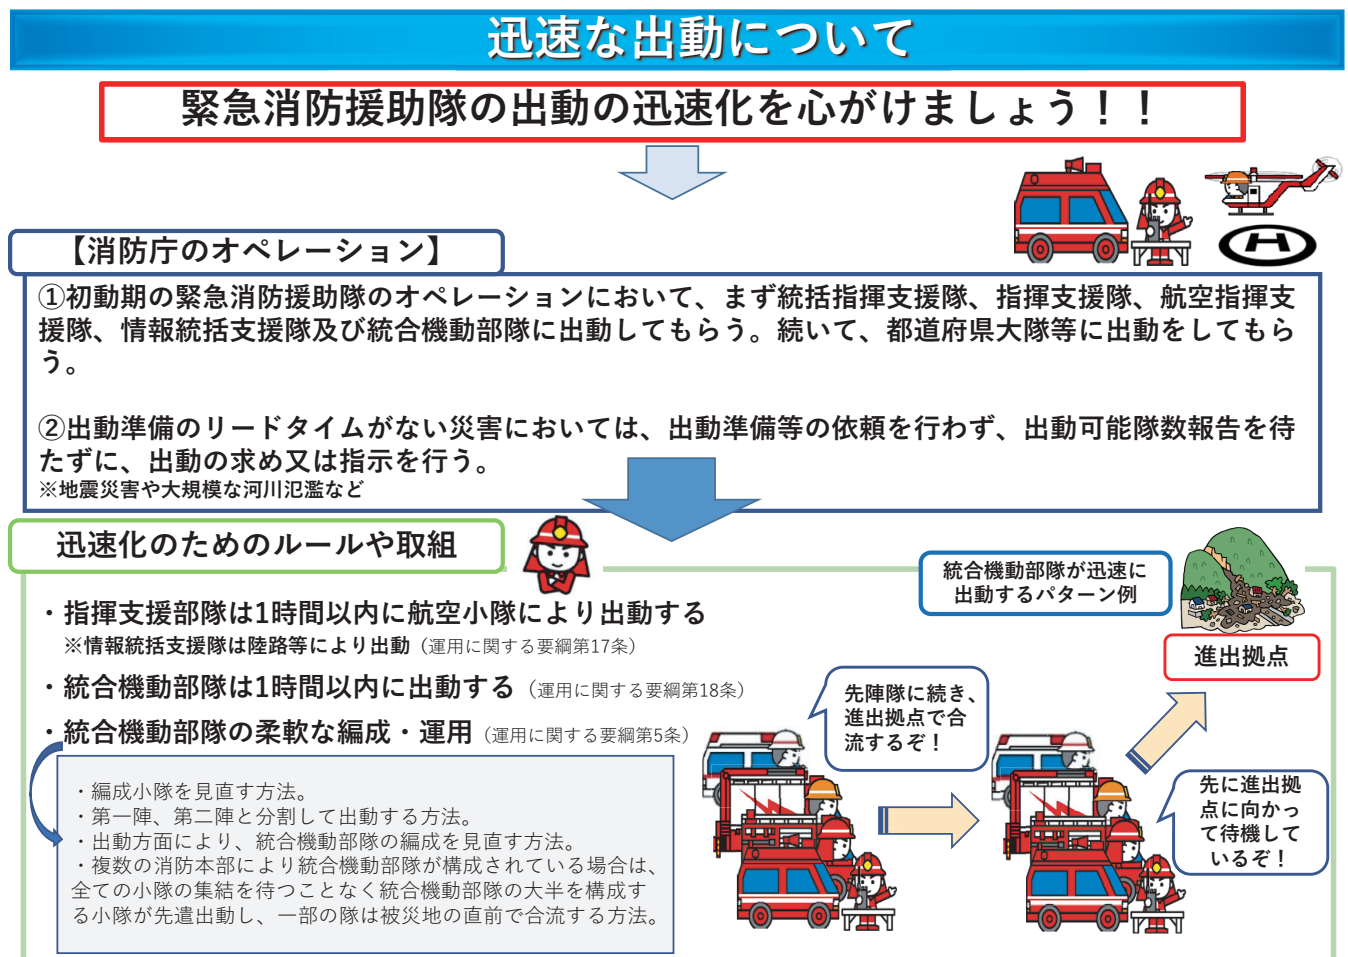 迅速な出動について
緊急消防援助隊の出動の迅速化を心がけましょう！！
【消防庁のオペレーション】
①初動期の緊急消防援助隊のオペレーションにおいて、まず統括指揮支援隊、指揮支援隊、航空指揮支
援隊、情報統括支援隊及び統合機動部隊に出動してもらう。続いて、都道府県大隊等に出動をしてもら
う。
②出動準備のリードタイムがない災害においては、出動準備等の依頼を行わず、出動可能隊数報告を待
たずに、出動の求め又は指示を行う。
※地震災害や大規模な河川氾濫など
迅速化のためのルールや取組
・指揮支援部隊は1時間以内に航空小隊により出動する
※情報統括支援隊は陸路等により出動（運用に関する要綱第17条）
・統合機動部隊は1時間以内に出動する（運用に関する要綱第18条）
・統合機動部隊の柔軟な編成・運用（運用に関する要綱第5条）
・編成小隊を見直す方法。
・第一陣、第二陣と分割して出動する方法。
・出動方面により、統合機動部隊の編成を見直す方法。
・複数の消防本部により統合機動部隊が構成されている場合は、
全ての小隊の集結を待つことなく統合機動部隊の大半を構成す
る小隊が先遣出動し、一部の隊は被災地の直前で合流する方法。
統合機動部隊が迅速に
出動するパターン例
進出拠点
先陣隊に続き、
進出拠点で合
流するぞ！
先に進出拠
点に向かっ
て待機して
いるぞ！
H